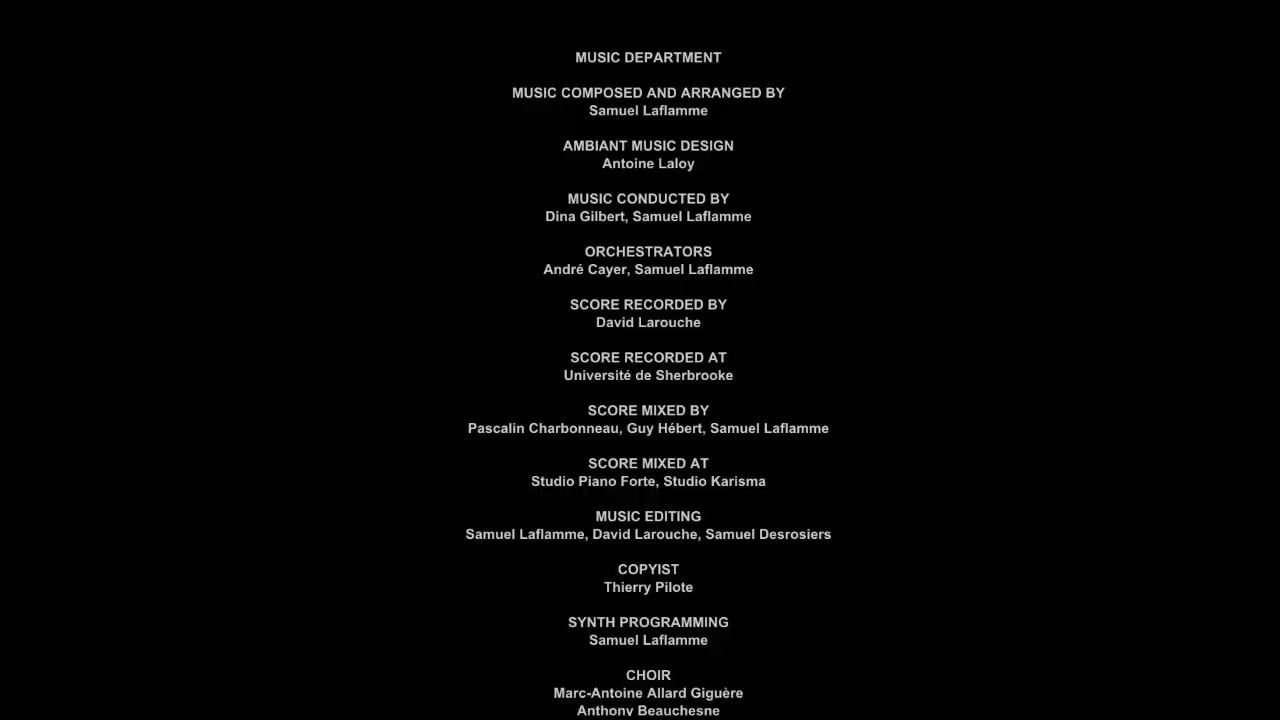 MUSIC DEPARTMENT
MUSIC COMPOSED AND ARRANGED BY
Samuel Laflamme
AMBIANT MUSIC DESIGN
Antoine Laloy
MUSIC CONDUCTED BY
Dina Gilbert, Samuel Laflamme
ORCHESTRATORS
André Cayer, Samuel Laflamme
SCORE RECORDED BY
David Larouche
SCORE RECORDED AT
Université de Sherbrooke
SCORE MIXED BY
Pascalin Charbonneau, Guy Hébert, Samuel Laflamme
SCORE MIXED AT
Studio Piano Forte, Studio Karisma
MUSIC EDITING
Samuel Laflamme, David Larouche, Samuel Desrosiers
COPYIST
Thierry Pilote
SYNTH PROGRAMMING
Samuel Laflamme
CHOIR
Marc-Antoine Allard Giguère
Anthony Beauchesne